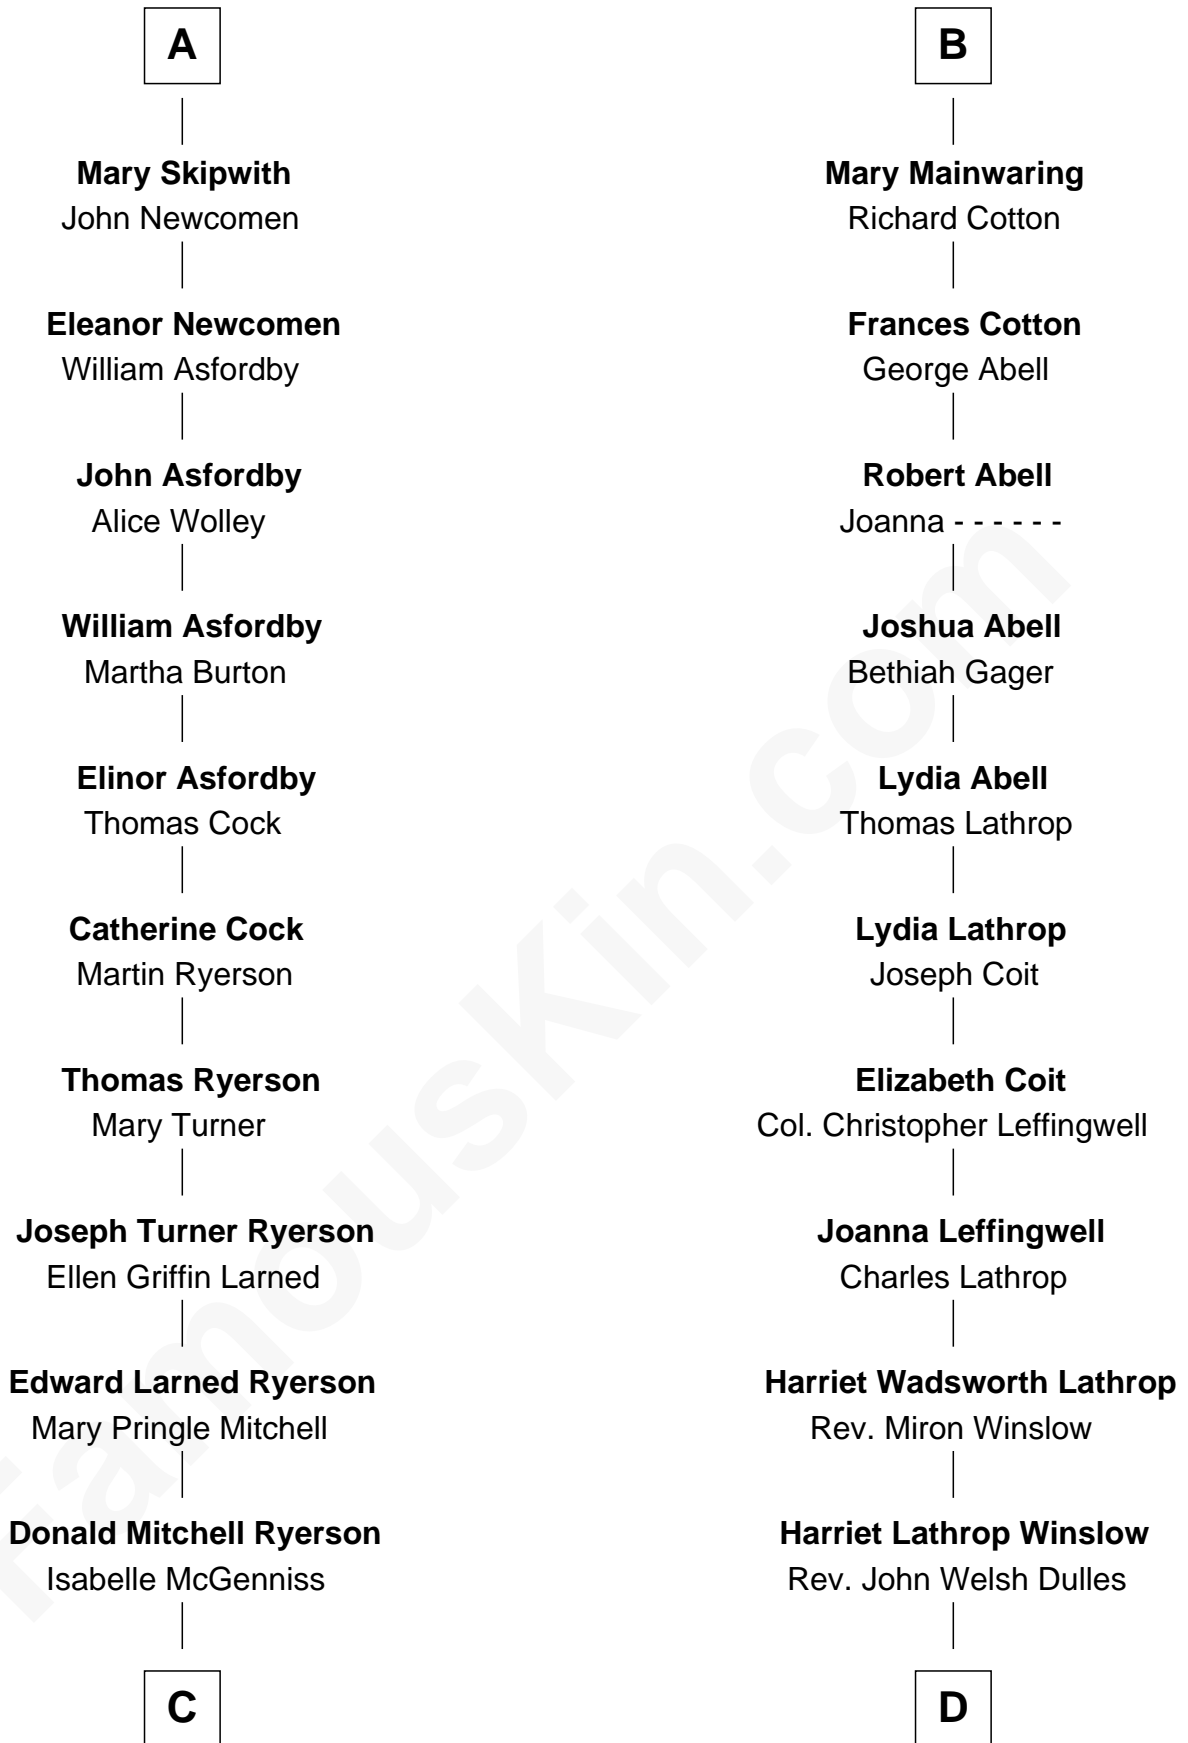 A
Mary Skipwith
John Newcomen
Eleanor Newcomen
William Asfordby
John Asfordby
Alice Wolley
William Asfordby
Martha Burton
Elinor Asfordby
Thomas Cock
Catherine Cock
Martin Ryerson
Thomas Ryerson
Mary Turner
Joseph Turner Ryerson
Ellen Griffin Larned
Edward Larned Ryerson
Mary Pringle Mitchell
Donald Mitchell Ryerson
Isabelle McGenniss
C
B
Mary Mainwaring
Richard Cotton
Frances Cotton
George Abell
Robert Abell
Joanna - - - - - -
Joshua Abell
Bethiah Gager
Lydia Abell
Thomas Lathrop
Lydia Lathrop
Joseph Coit
Elizabeth Coit
Col. Christopher Leffingwell
Joanna Leffingwell
Charles Lathrop
Harriet Wadsworth Lathrop
Rev. Miron Winslow
Harriet Lathrop Winslow
Rev. John Welsh Dulles
D
FamousKin.com